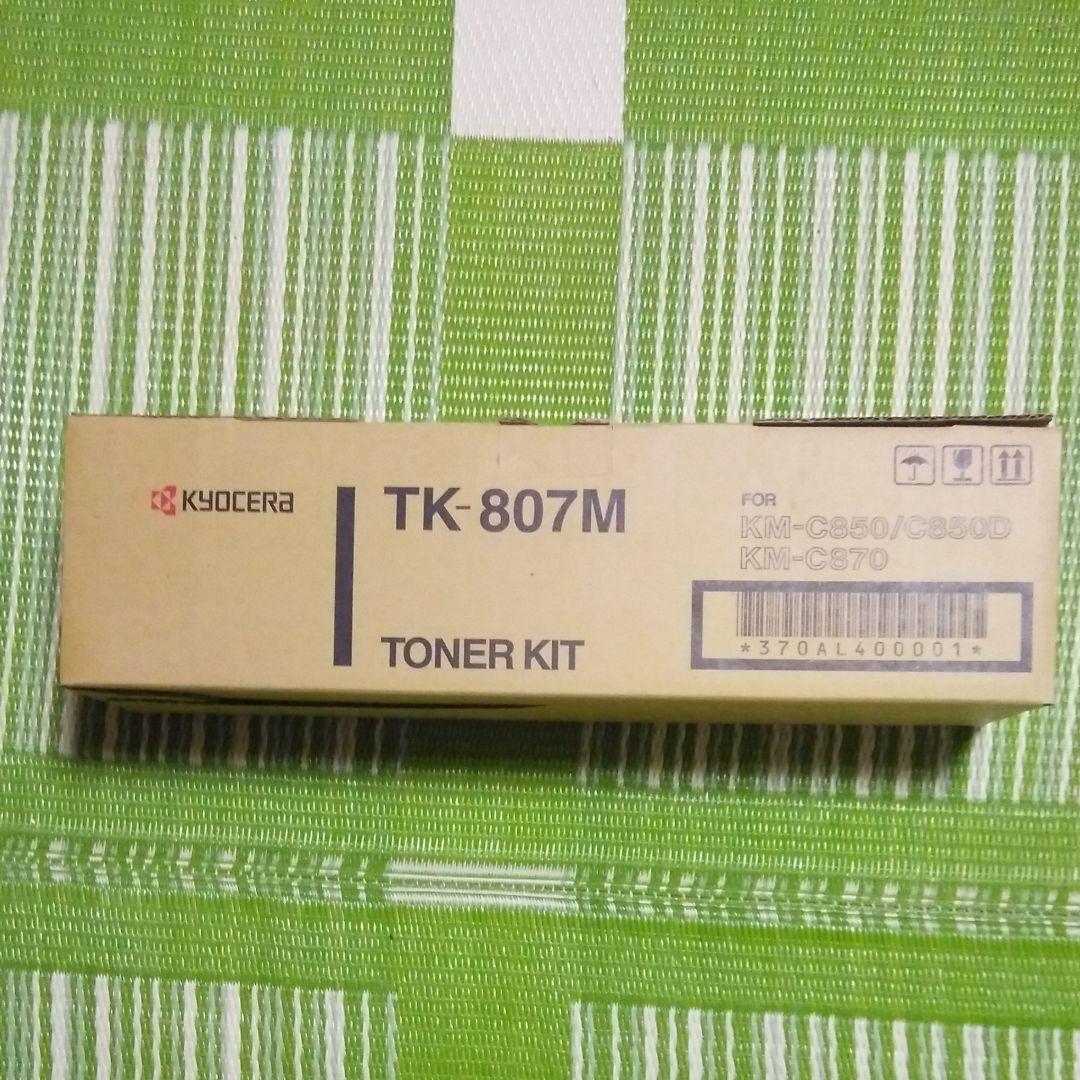 KYOCERA
TK-807M
TONER KIT
FOR
KM-C850/C850D
KM-C870
*370AL400001*